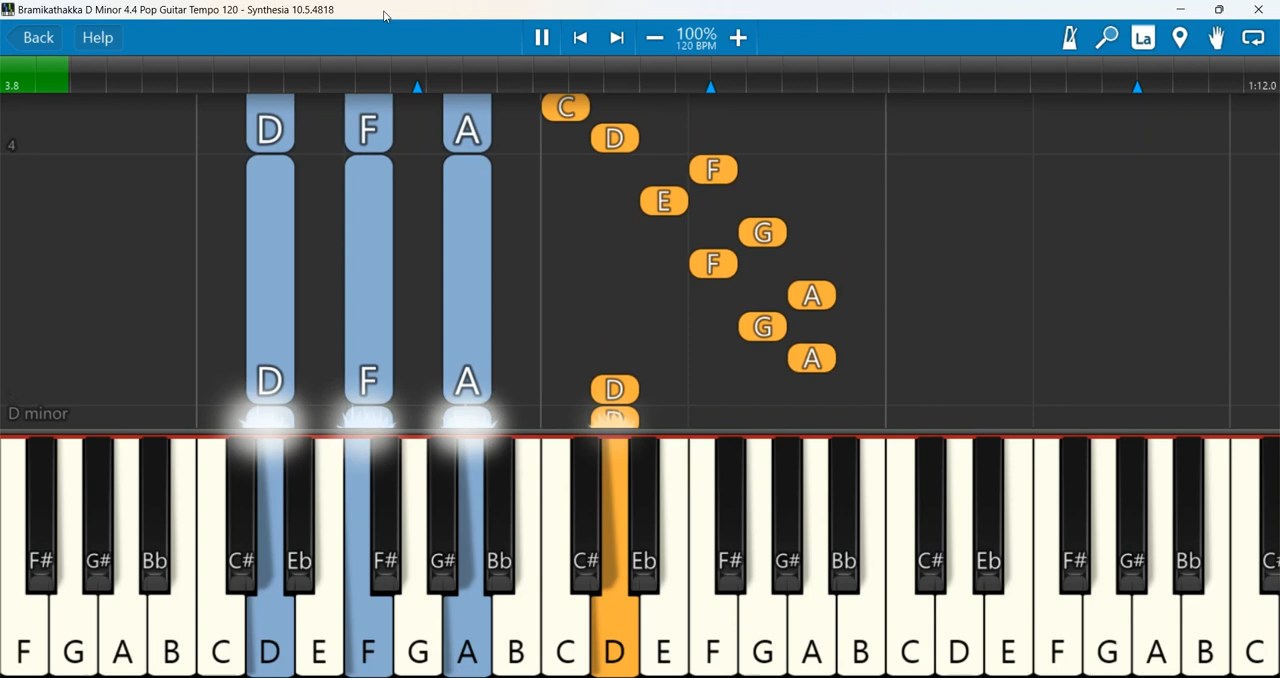 Bramikathakka D Minor 4.4 Pop Guitar Tempo 120 - Synthesia 10.5.4818
Back Help 100% La
120 BPM
3.8 1:12.0
C
D F A D
4
F
E
G
F
A
G
A
D F A D
D minor
D
F# G# Bb C# Eb F# G# Bb C# Eb F# G# Bb C# Eb F# G# Bb C
F G A B C D E F G A B C D E F G A B C D E F G A B C